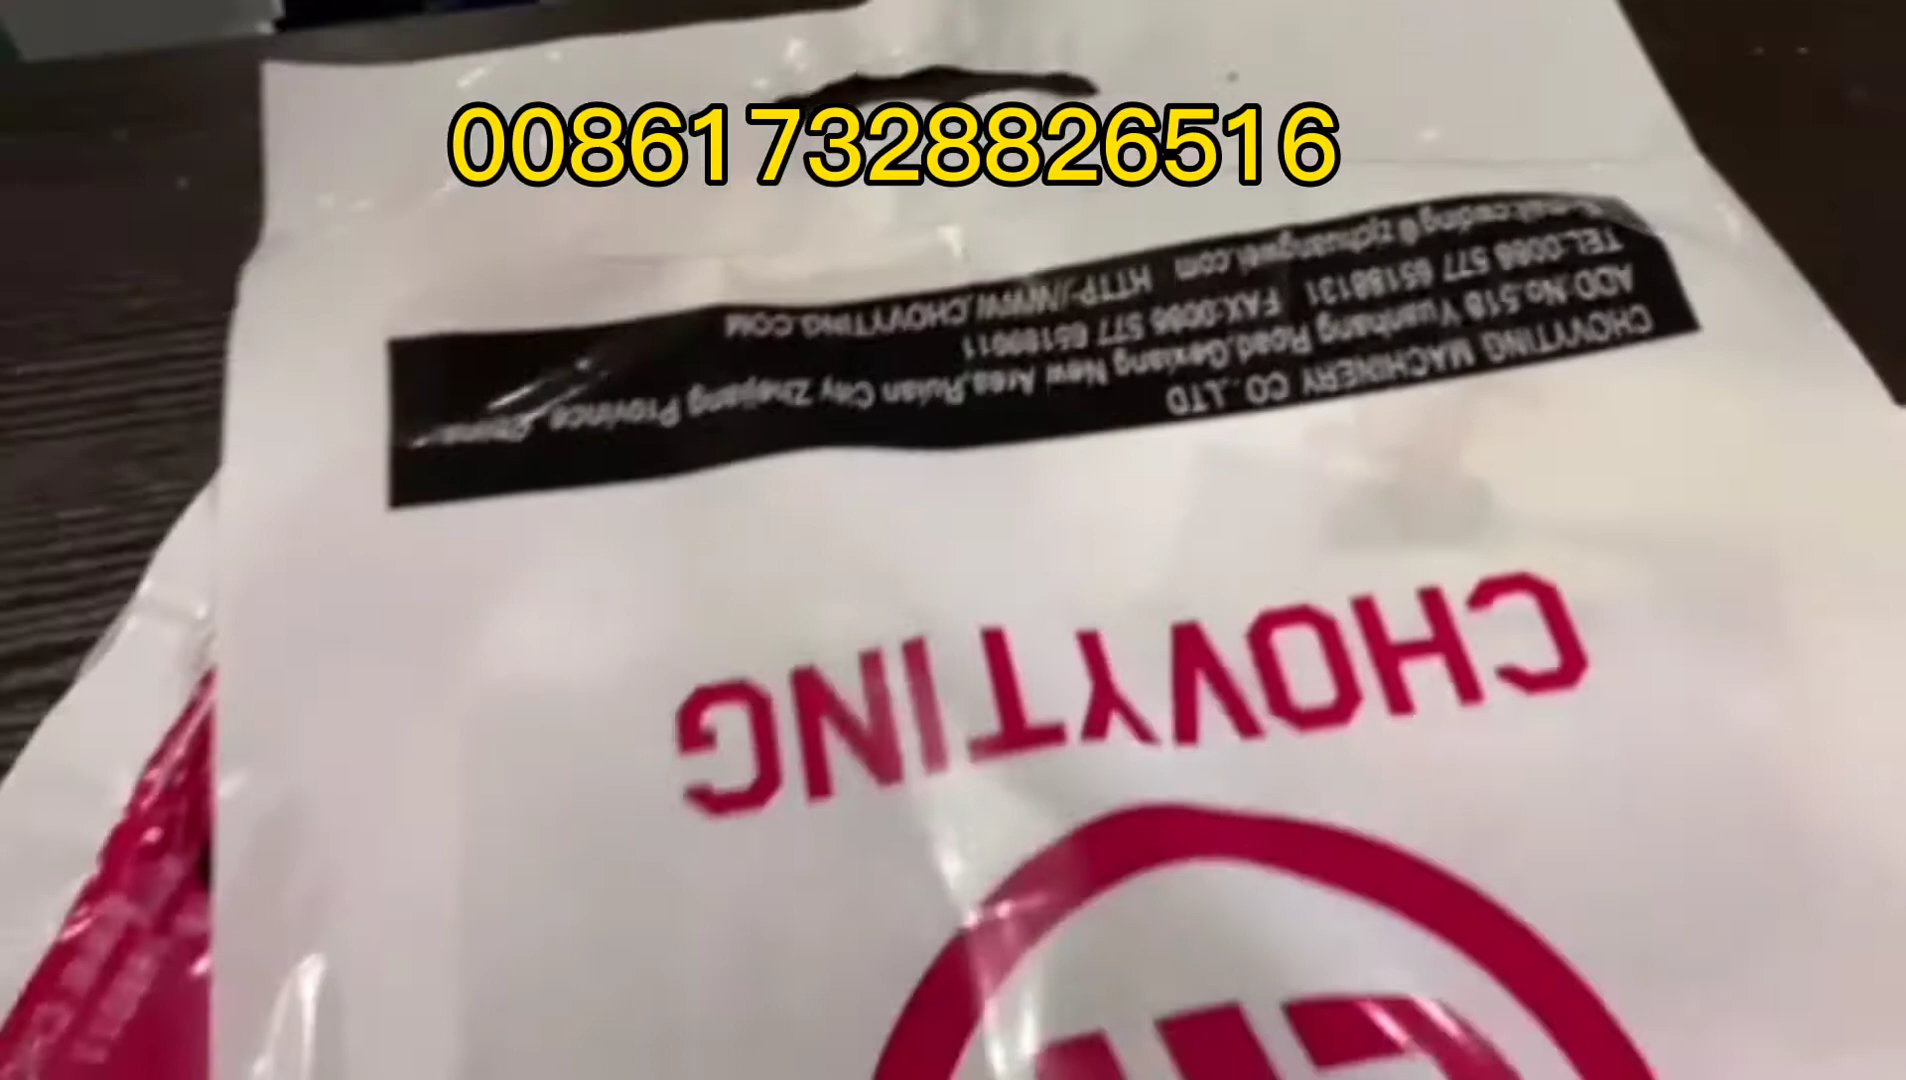 008617328826516
CHOVYTING MACHINERY CO.,LTD
ADD:No.518 Yuanhang Road,Gexiang New Area,Ruian City Zhejiang Province, China
TEL:0086 577 65188131 FAX:0086 577 65189011
HTTP://WWW.CHOVYTING.COM
CHOVYTING